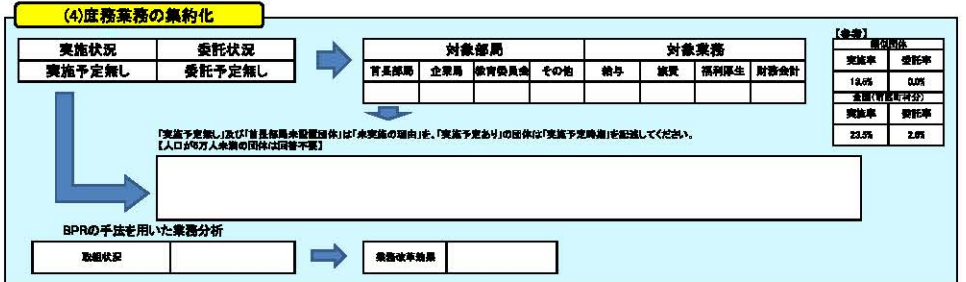 (4)庶務業務の集約化
実施状況 委託状況
実施予定無し 委託予定無し
対象部局 対象業務
首長部局 企業局 教育委員会 その他 給与 旅費 福利厚生 財務会計
【参考】
類似団体
実施率 委託率
13.6% 0.0%
全国(市区町村分)
実施率 委託率
23.5% 2.6%
「実施予定無し」及び「首長部局未設置団体」は「未実施の理由」を、「実施予定あり」の団体は「実施予定時期」を記述してください。
【人口が5万人未満の団体は回答不要】
BPRの手法を用いた業務分析
取組状況
業務改革効果